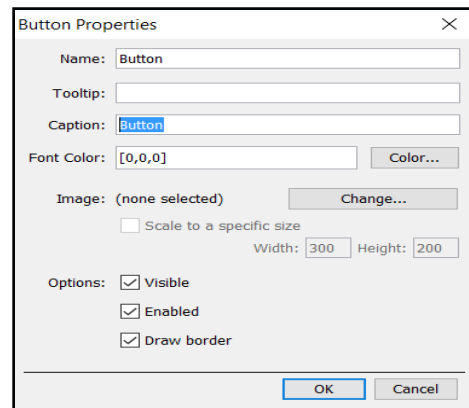 Button Properties
Name: Button
Tooltip:
Caption: Button
Font Color: [0,0,0] Color...
Image: (none selected) Change...
Scale to a specific size
Width: 300 Height: 200
Options: Visible
Enabled
Draw border
OK Cancel